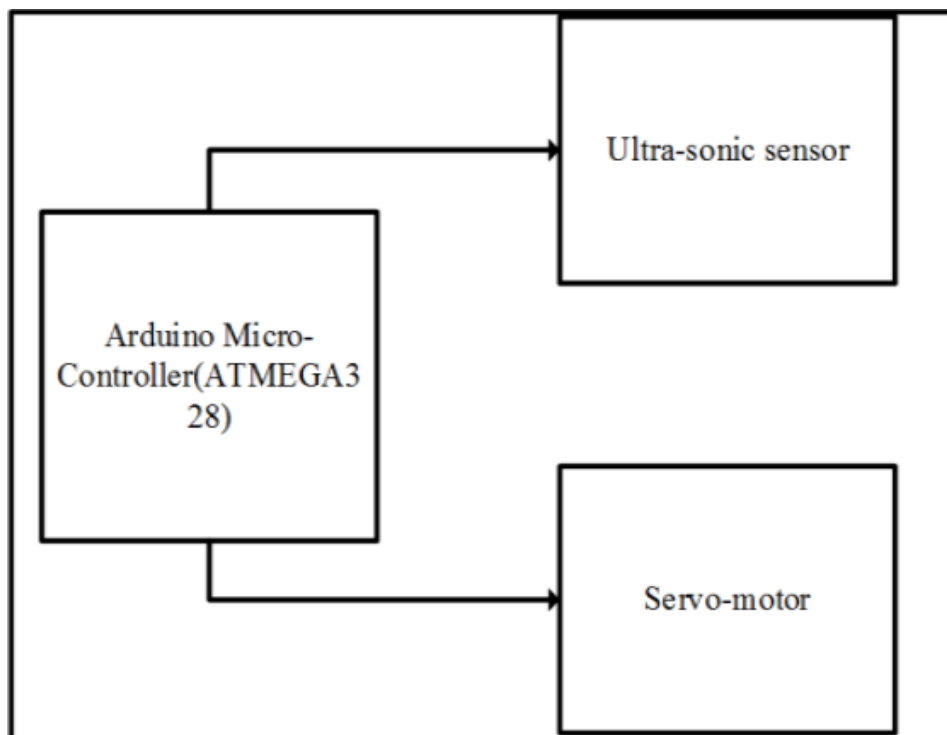 Ultra-sonic sensor
Arduino Micro-
Controller(ATMEGA3
28)
Servo-motor